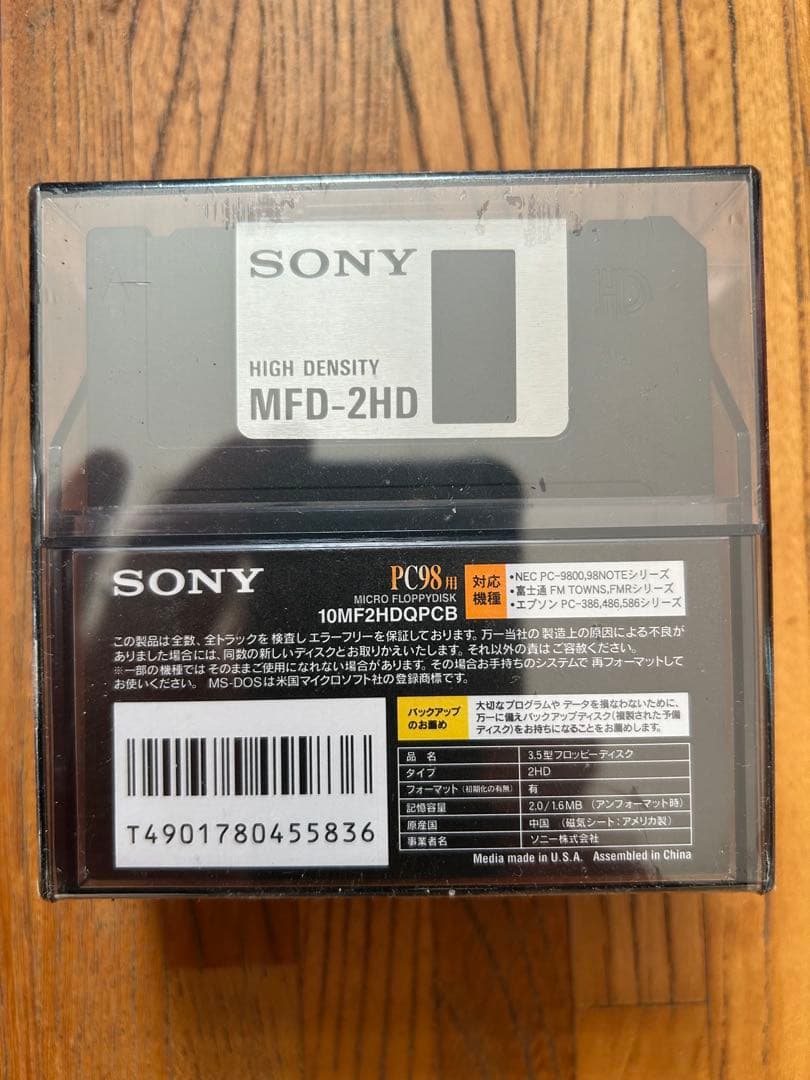 SONY
HD
HIGH DENSITY
MFD-2HD
SONY
PC98用
MICRO FLOPPYDISK
10MF2HDQPCB
対応
機種
•NEC PC-9800,98NOTEシリーズ
•富士通 FM TOWNS,FMRシリーズ
•エプソン PC-386,486,586シリーズ
この製品は全数、全トラックを検査しエラーフリーを保証しております。万一当社の製造上の原因による不良が
ありました場合には、同数の新しいディスクとお取りかえいたします。それ以外の責はご容赦ください。
※一部の機種ではそのままご使用になれない場合があります。その場合お手持ちのシステムで再フォーマットして
お使いください。 MS-DOSは米国マイクロソフト社の登録商標です。
バックアップ
のお薦め
大切なプログラムやデータを損なわないために、
万一に備えバックアップディスク(複製された予備
ディスク)をお持ちになることをお薦めします。
品 名 3.5型フロッピーディスク
タイプ 2HD
フォーマット(初期化の有無) 有
記憶容量 2.0/1.6MB (アンフォーマット時)
原産国 中国 (磁気シート:アメリカ製)
事業者名 ソニー株式会社
T4901780455836
Media made in U.S.A. Assembled in China